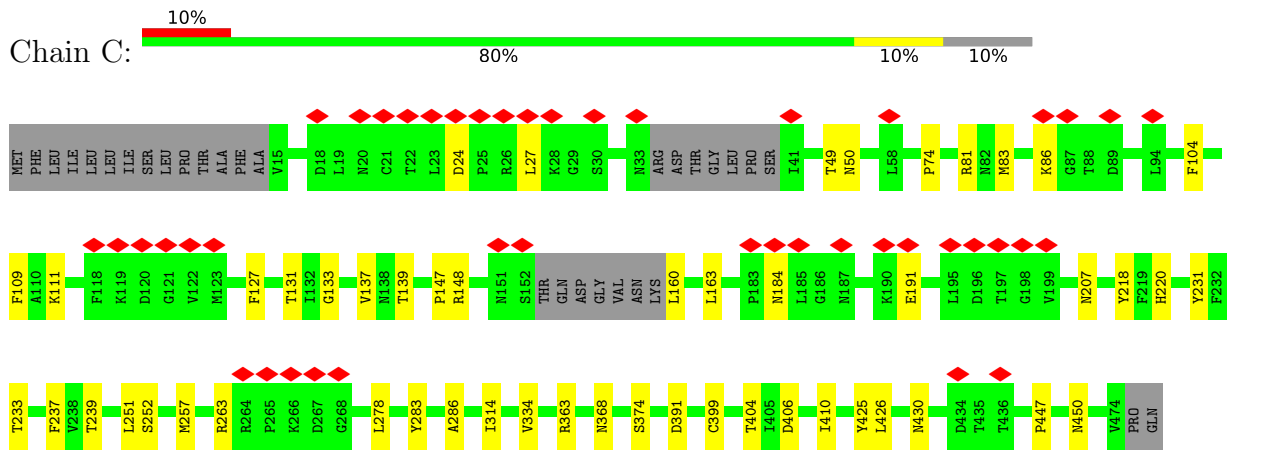 10%
Chain C:
80% 10% 10%
MET PHE LEU ILE LEU LEU ILE SER LEU PRO THR ALA PHE ALA V15 D18 L19 N20 C21 T22 L23 D24 P25 R26 L27 K28 G29 S30 N33 ARG ASP THR GLY LEU PRO SER I41 T49 N50 L58 P74 R81 N82 M83 K86 G87 T88 D89 L94 F104
F109 A110 K111 F118 K119 D120 G121 V122 M123 F127 T131 I132 G133 V137 N138 T139 P147 R148 N151 S152 THR GLN ASP GLY VAL ASN LYS L160 L163 P183 N184 L185 G186 N187 K190 E191 L195 D196 T197 G198 V199 N207 Y218 F219 H220 Y231 F232
T233 F237 V238 T239 L251 S252 M257 R263 R264 P265 K266 D267 G268 L278 Y283 A286 I314 V334 R363 N368 S374 D391 C399 T404 I405 D406 I410 Y425 L426 N430 D434 T435 T436 P447 N450 V474 PRO GLN